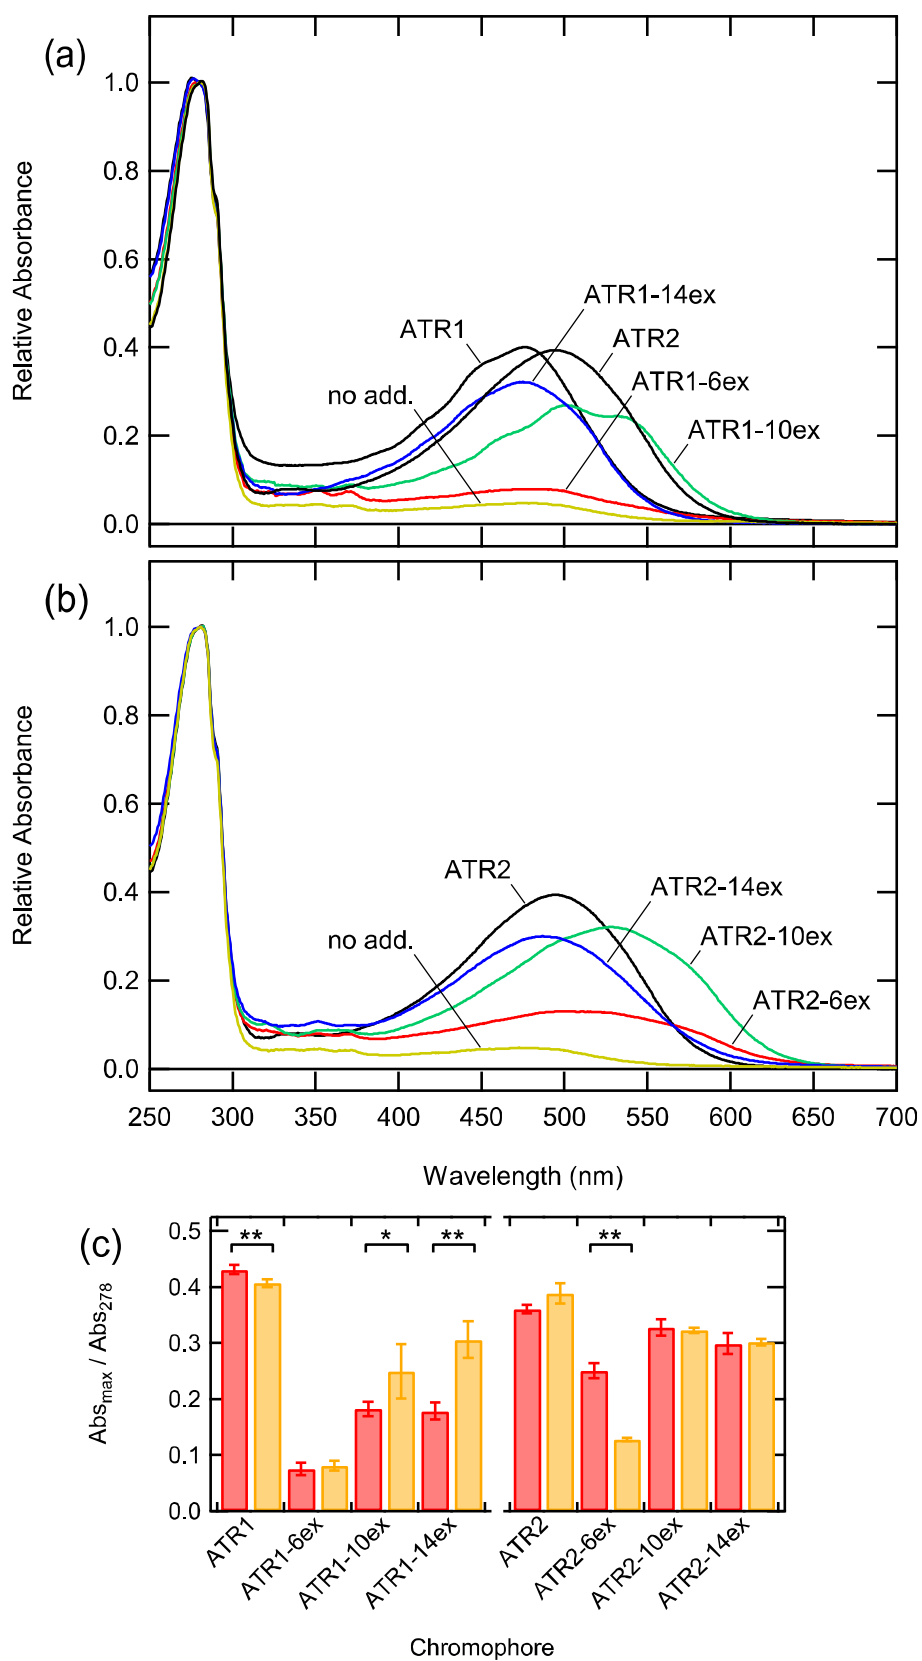 (a)
Relative Absorbance
1.0
0.8
0.6
0.4
0.2
0.0
ATR1-14ex
ATR1
ATR2
no add.
ATR1-6ex
ATR1-10ex
(b)
Relative Absorbance
1.0
0.8
0.6
0.4
0.2
0.0
ATR2
ATR2-14ex
no add.
ATR2-10ex
ATR2-6ex
250 300 350 400 450 500 550 600 650 700
Wavelength (nm)
(c)
Absmax / Abs278
0.5
0.4
0.3
0.2
0.1
0.0
** * ** **
ATR1 ATR1-6ex ATR1-10ex ATR1-14ex ATR2 ATR2-6ex ATR2-10ex ATR2-14ex
Chromophore